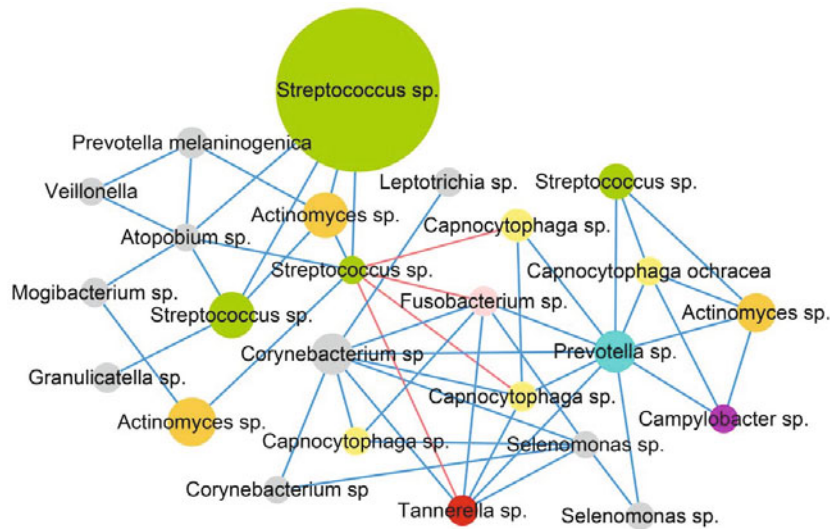 Streptococcus sp.
Prevotella melaninogenica
Veillonella
Leptotrichia sp.
Streptococcus sp.
Actinomyces sp.
Capnocytophaga sp.
Atopobium sp.
Streptococcus sp.
Capnocytophaga ochracea
Mogibacterium sp.
Fusobacterium sp.
Streptococcus sp.
Actinomyces sp.
Corynebacterium sp
Prevotella sp.
Granulicatella sp.
Capnocytophaga sp.
Actinomyces sp.
Campylobacter sp.
Capnocytophaga sp.
Selenomonas sp.
Corynebacterium sp
Tannerella sp.
Selenomonas sp.